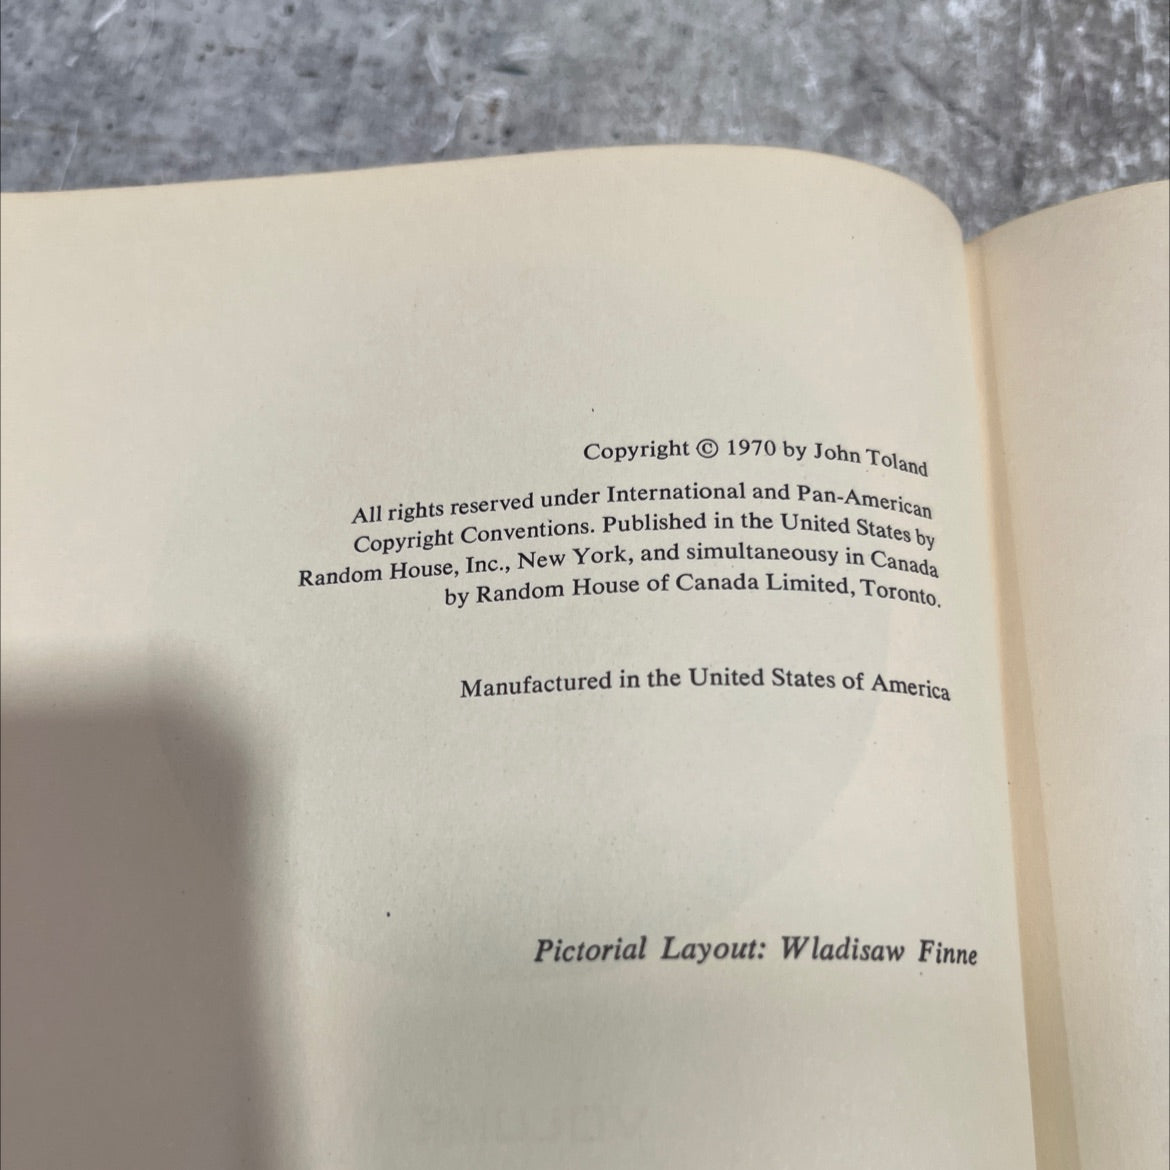 Copyright © 1970 by John Toland
All rights reserved under International and Pan-American
Copyright Conventions. Published in the United States by
Random House, Inc., New York, and simultaneousy in Canada
by Random House of Canada Limited, Toronto.
Manufactured in the United States of America
Pictorial Layout: Wladisaw Finne